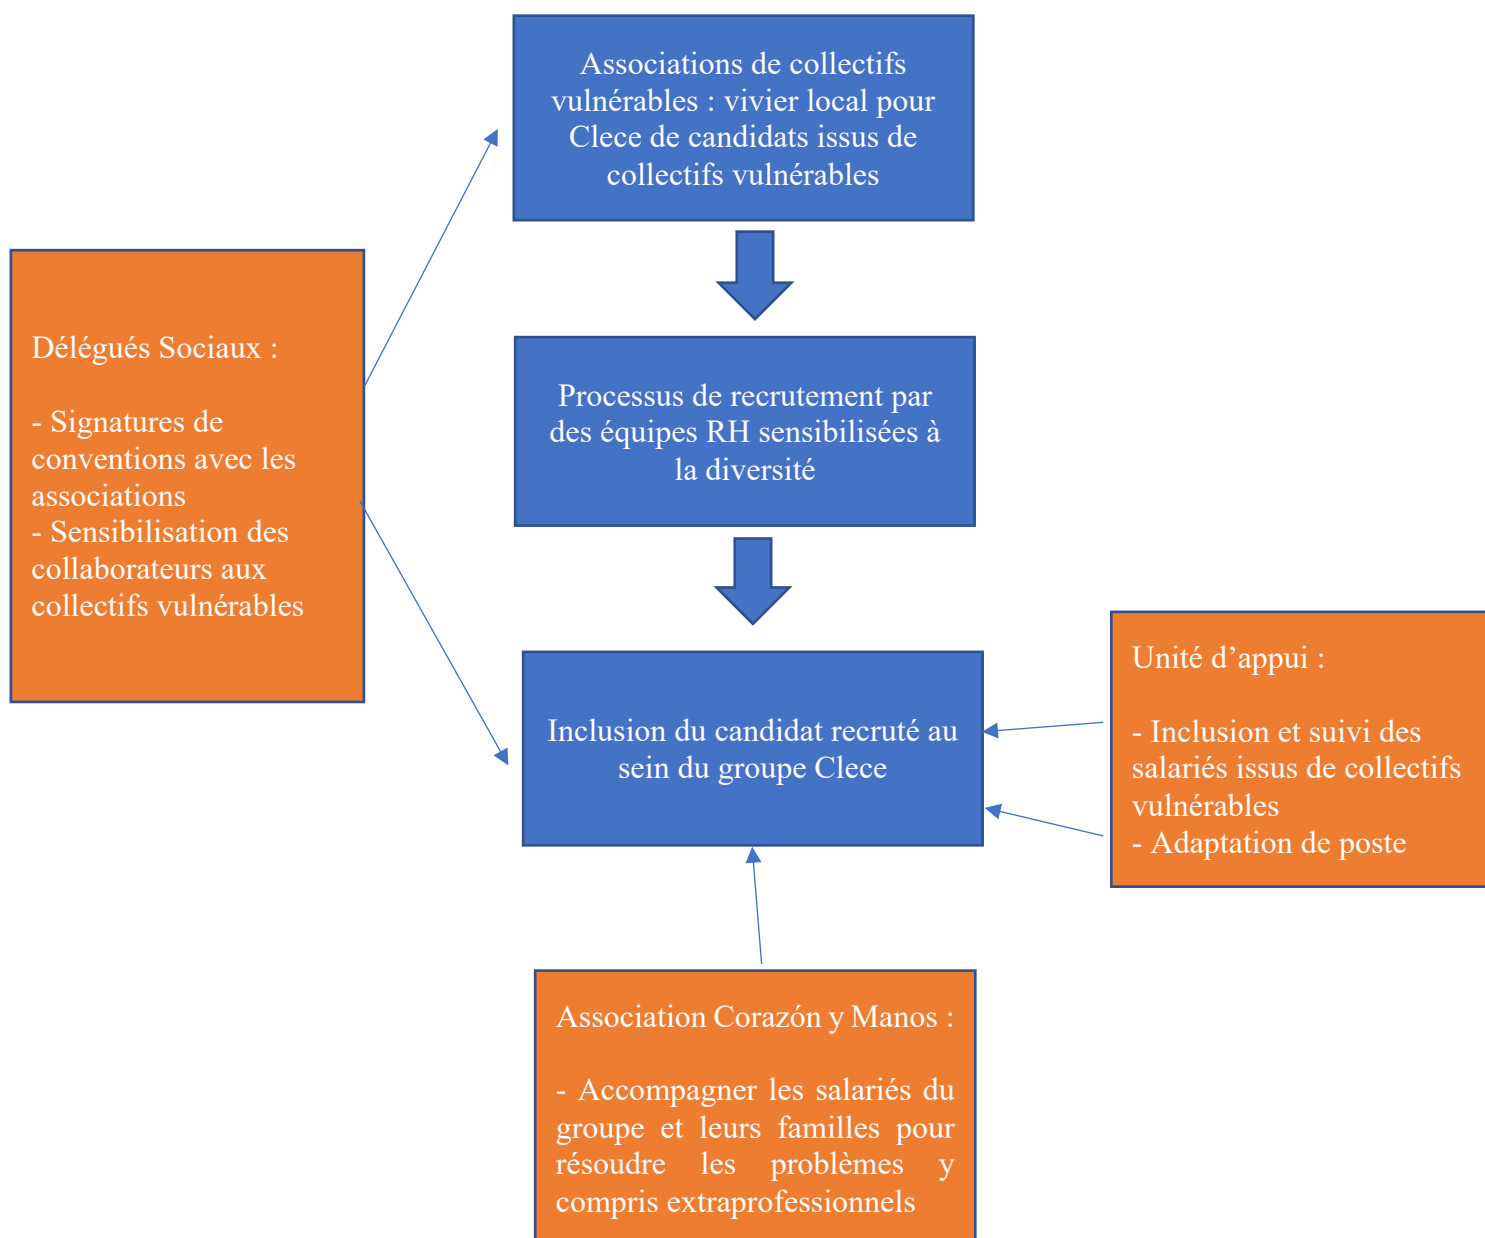 Associations de collectifs
vulnérables : vivier local pour
Clece de candidats issus de
collectifs vulnérables
Délégués Sociaux :
- Signatures de
conventions avec les
associations
- Sensibilisation des
collaborateurs aux
collectifs vulnérables
Processus de recrutement par
des équipes RH sensibilisées à
la diversité
Inclusion du candidat recruté au
sein du groupe Clece
Unité d’appui :
- Inclusion et suivi des
salariés issus de collectifs
vulnérables
- Adaptation de poste
Association Corazón y Manos :
- Accompagner les salariés du
groupe et leurs familles pour
résoudre les problèmes y
compris extraprofessionnels